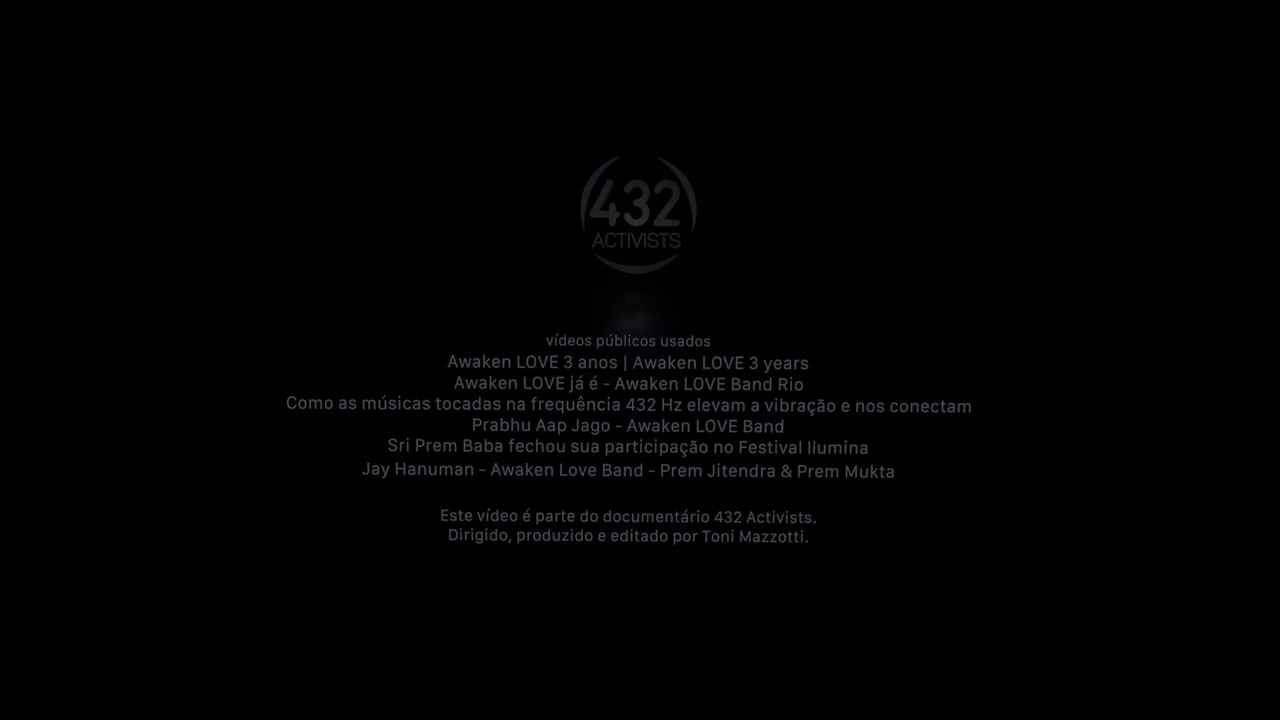 432
ACTIVISTS
vídeos públicos usados
Awaken LOVE 3 anos | Awaken LOVE 3 years
Awaken LOVE já é - Awaken LOVE Band Rio
Como as músicas tocadas na frequência 432 Hz elevam a vibração e nos conectam
Prabhu Aap Jago - Awaken LOVE Band
Sri Prem Baba fechou sua participação no Festival Ilumina
Jay Hanuman - Awaken Love Band - Prem Jitendra & Prem Mukta
Este vídeo é parte do documentário 432 Activists.
Dirigido, produzido e editado por Toni Mazzotti.